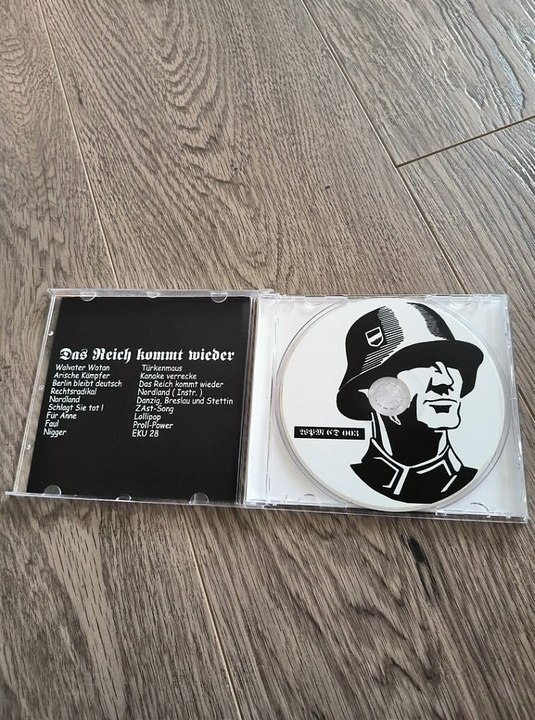 Das Reich kommt wieder
Walvater Wotan
Arische Kämpfer
Berlin bleibt deutsch
Rechtsradikal
Nordland
Schlagt Sie tot !
Für Anne
Faul
Nigger
Türkenmaus
Kanake verrecke
Das Reich kommt wieder
Nordland ( Instr. )
Danzig, Breslau und Stettin
ZAst-Song
Lollipop
Proll-Power
EKU 28
003